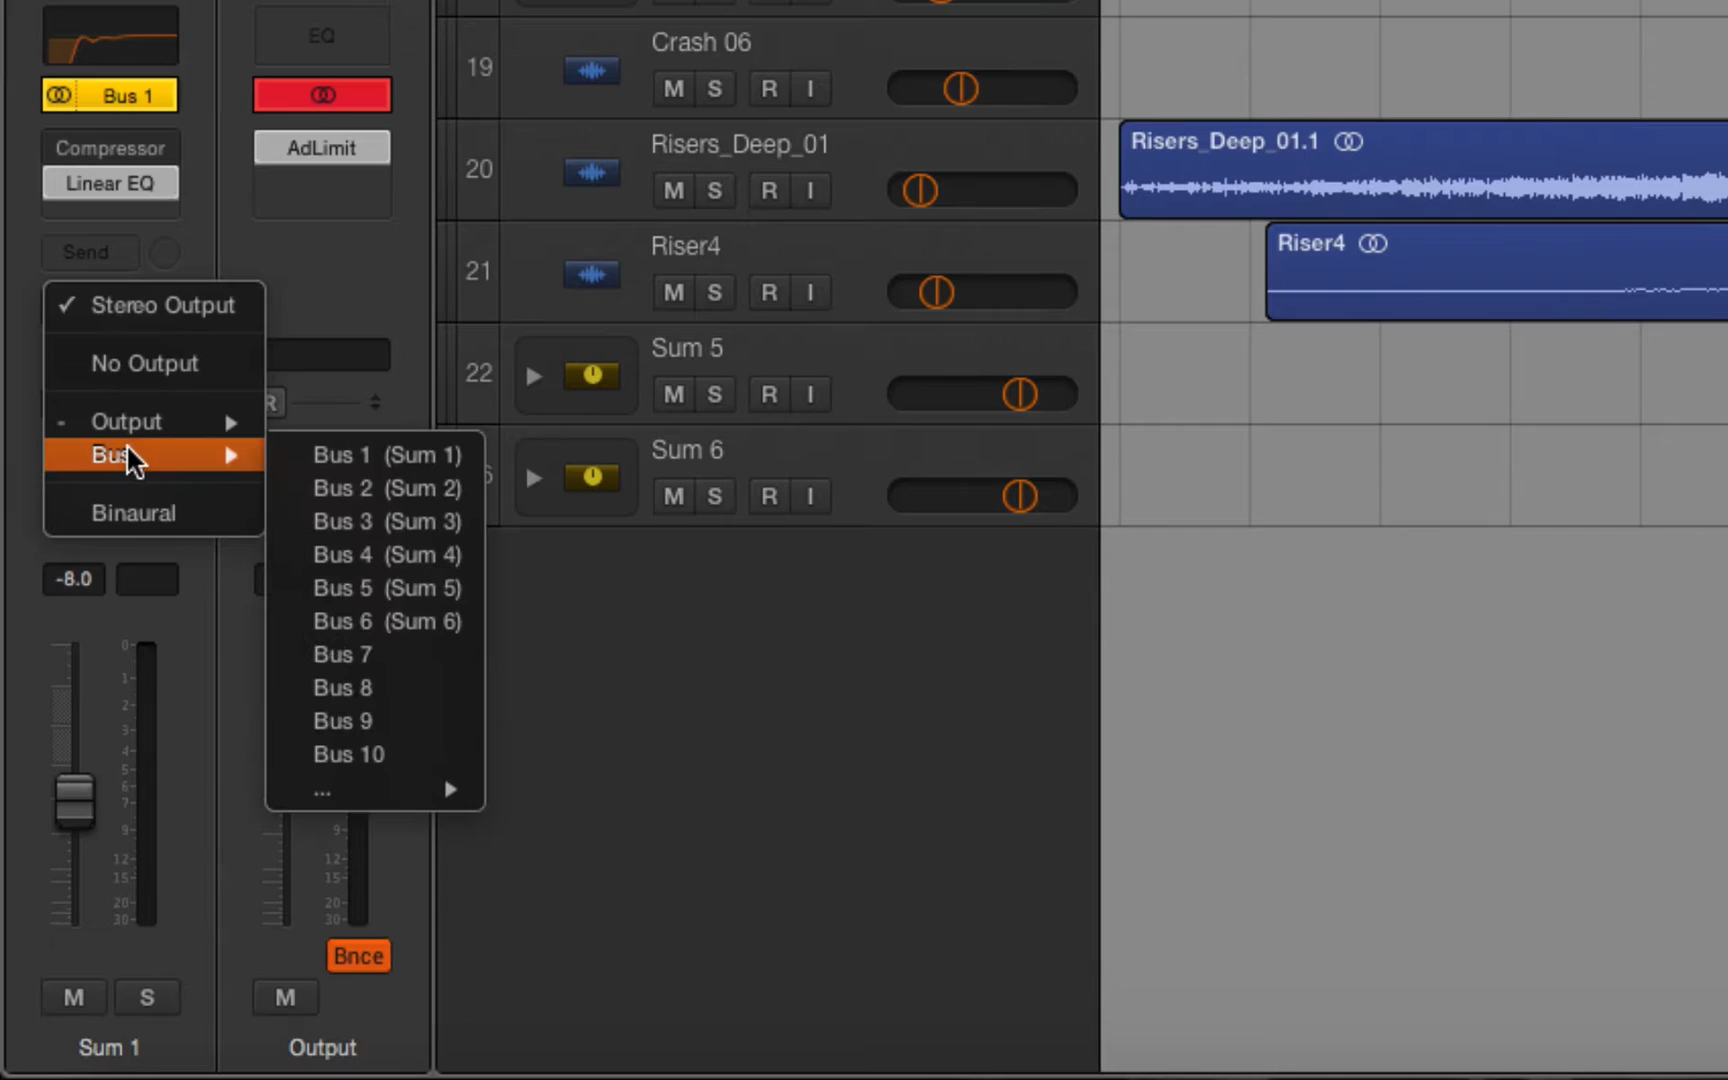 EQ
Bus 1
Compressor
Linear EQ
AdLimit
Send
✓ Stereo Output
No Output
- Output
Bus
Binaural
R
Bus 1 (Sum 1)
Bus 2 (Sum 2)
Bus 3 (Sum 3)
Bus 4 (Sum 4)
Bus 5 (Sum 5)
Bus 6 (Sum 6)
Bus 7
Bus 8
Bus 9
Bus 10
...
-8.0
0-
1-
2-
3-
4-
5-
6-
7-
9-
12-
15-
20-
30-
9-
12-
15-
20-
30-
Bnce
M S
M
Sum 1
Output
19
Crash 06
M S R I
20
Risers_Deep_01
M S R I
21
Riser4
M S R I
22
Sum 5
M S R I
6
Sum 6
M S R I
Risers_Deep_01.1
Riser4